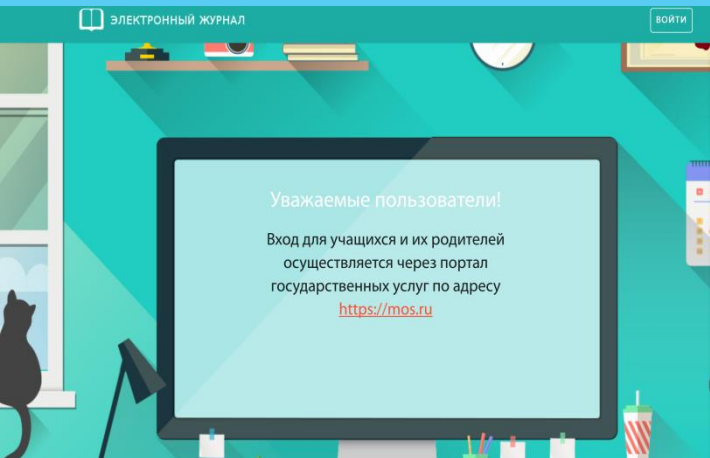 ЭЛЕКТРОННЫЙ ЖУРНАЛ
ВОЙТИ
Уважаемые пользователи!
Вход для учащихся и их родителей
осуществляется через портал
государственных услуг по адресу
https://mos.ru